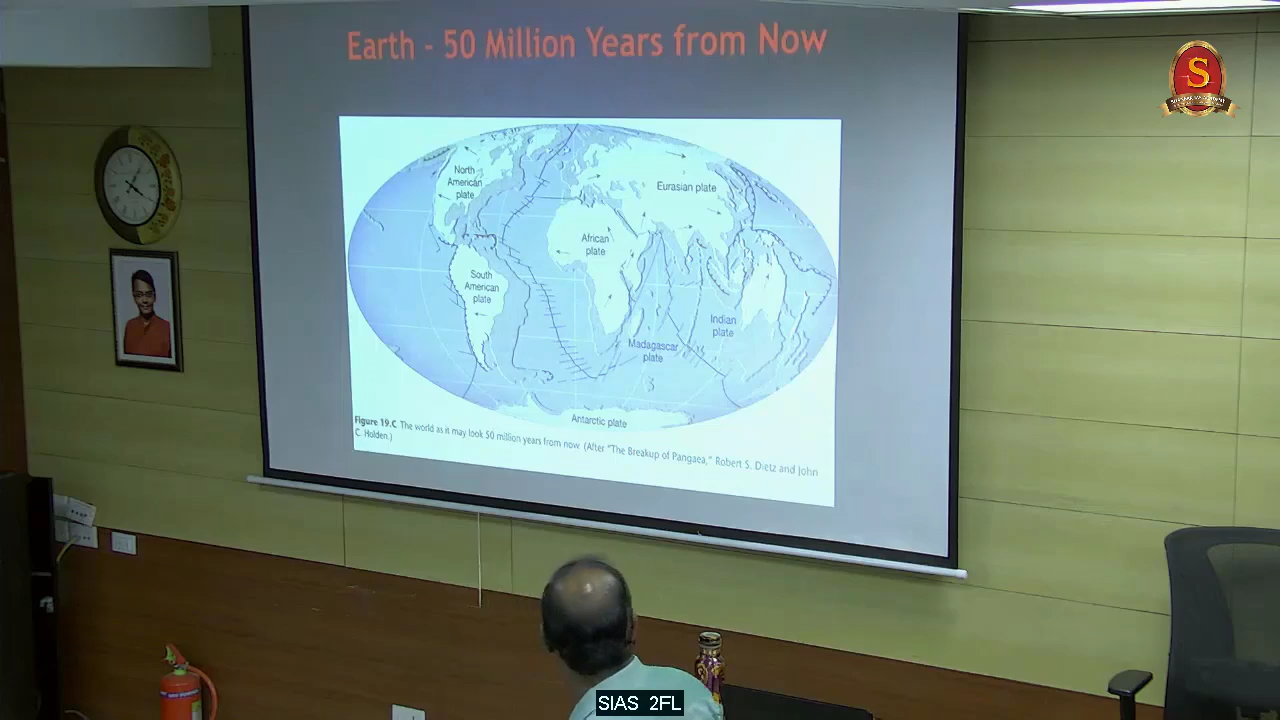 Earth - 50 Million Years from Now
S
North
American
plate
Eurasian plate
African
plate
South
American
plate
Indian
plate
Madagascar
plate
Antarctic plate
Figure 19.C The world as it may look 50 million years from now (After "The Breakup of Pangaea," Robert S. Dietz and John
C. Holden.)
SIAS 2FL